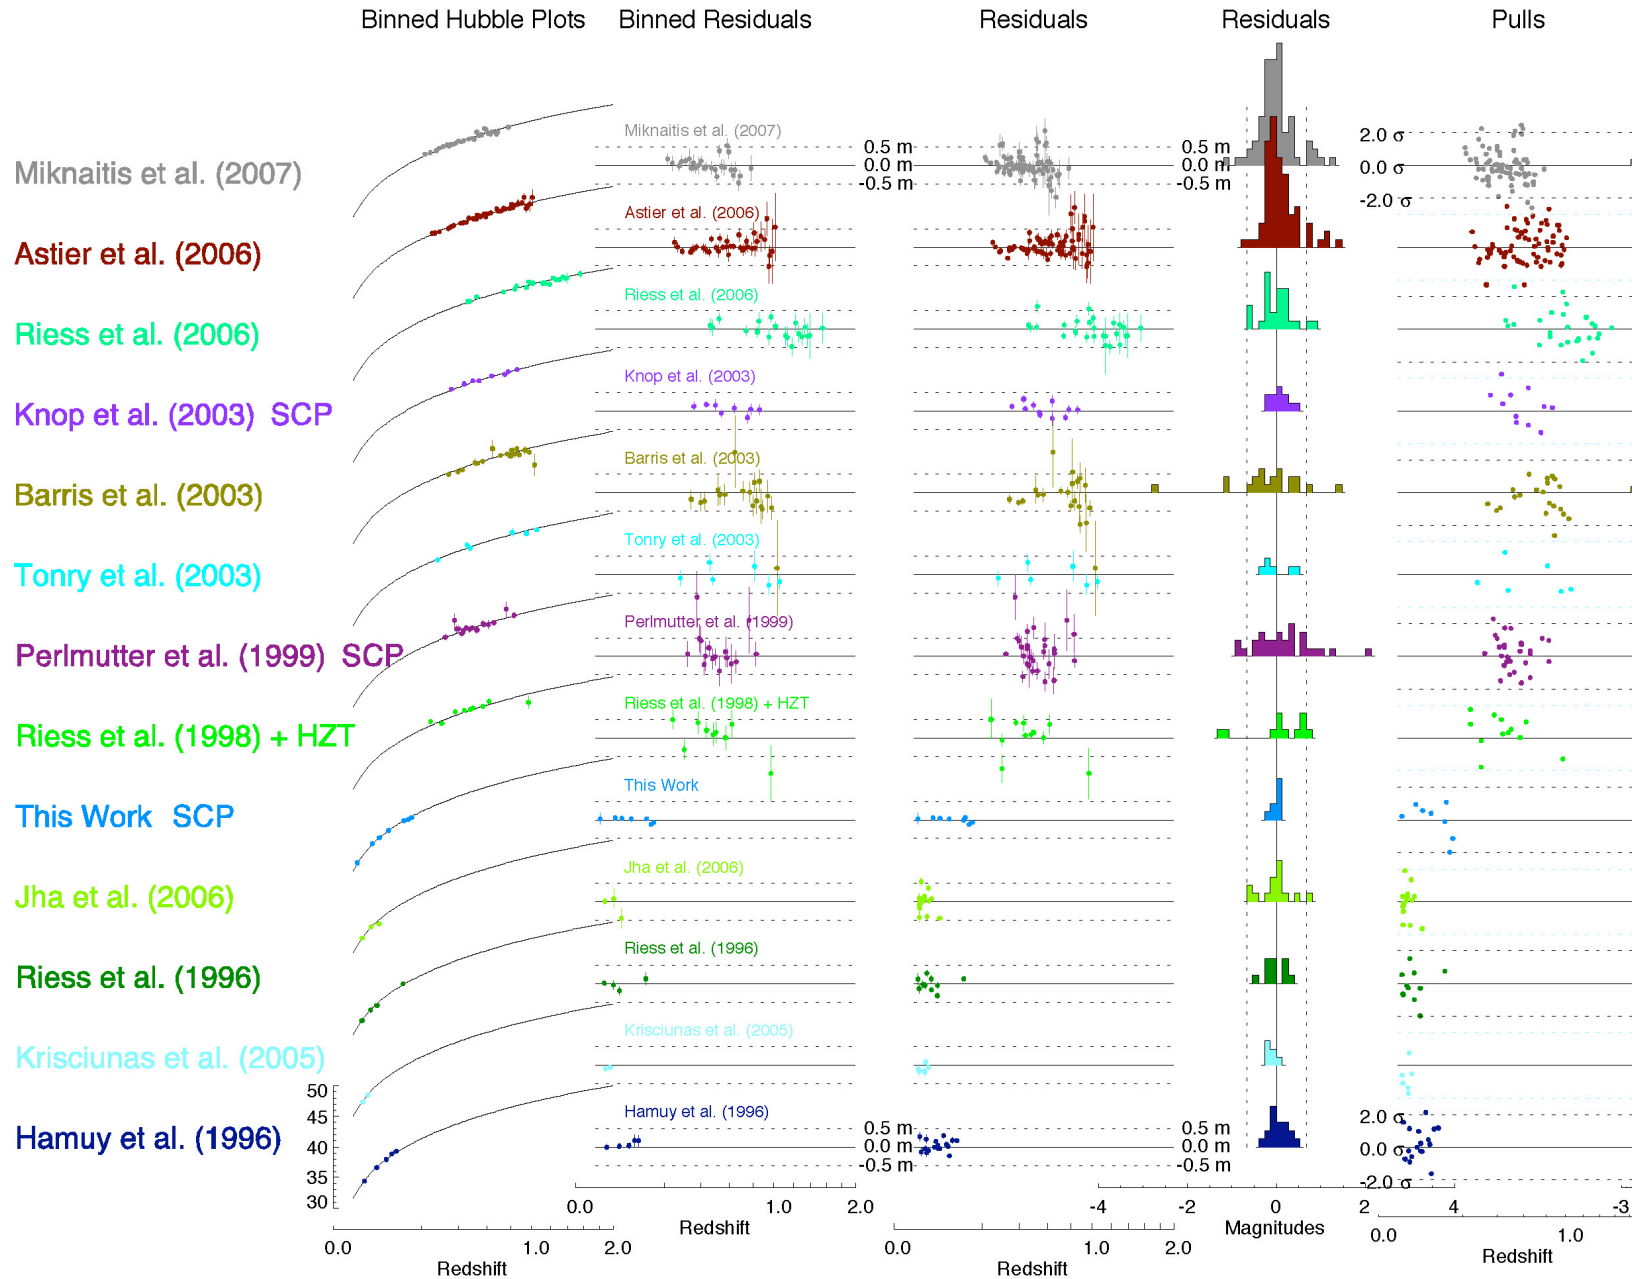 Binned Hubble Plots Binned Residuals Residuals Residuals Pulls
Miknaitis et al. (2007)
Miknaitis et al. (2007)
0.5 m 0.5 m 2.0 σ
0.0 m 0.0 m 0.0 σ
-0.5 m -0.5 m -2.0 σ
Astier et al. (2006)
Astier et al. (2006)
Riess et al. (2006)
Riess et al. (2006)
Knop et al. (2003) SCP
Knop et al. (2003)
Barris et al. (2003)
Barris et al. (2003)
Tonry et al. (2003)
Tonry et al. (2003)
Perlmutter et al. (1999) SCP
Perlmutter et al. (1999)
Riess et al. (1998) + HZT
Riess et al. (1998) + HZT
This Work SCP
This Work
Jha et al. (2006)
Jha et al. (2006)
Riess et al. (1996)
Riess et al. (1996)
Krisciunas et al. (2005)
Krisciunas et al. (2005)
Hamuy et al. (1996)
Hamuy et al. (1996)
50
45
40
35
30
0.5 m 0.5 m 2.0 σ
0.0 m 0.0 m 0.0 σ
-0.5 m -0.5 m -2.0 σ
0.0 1.0 2.0 -4 -2 0 2 4 -3
Redshift Magnitudes
0.0 1.0 2.0 0.0 1.0 2.0 0.0 1.0
Redshift Redshift Redshift